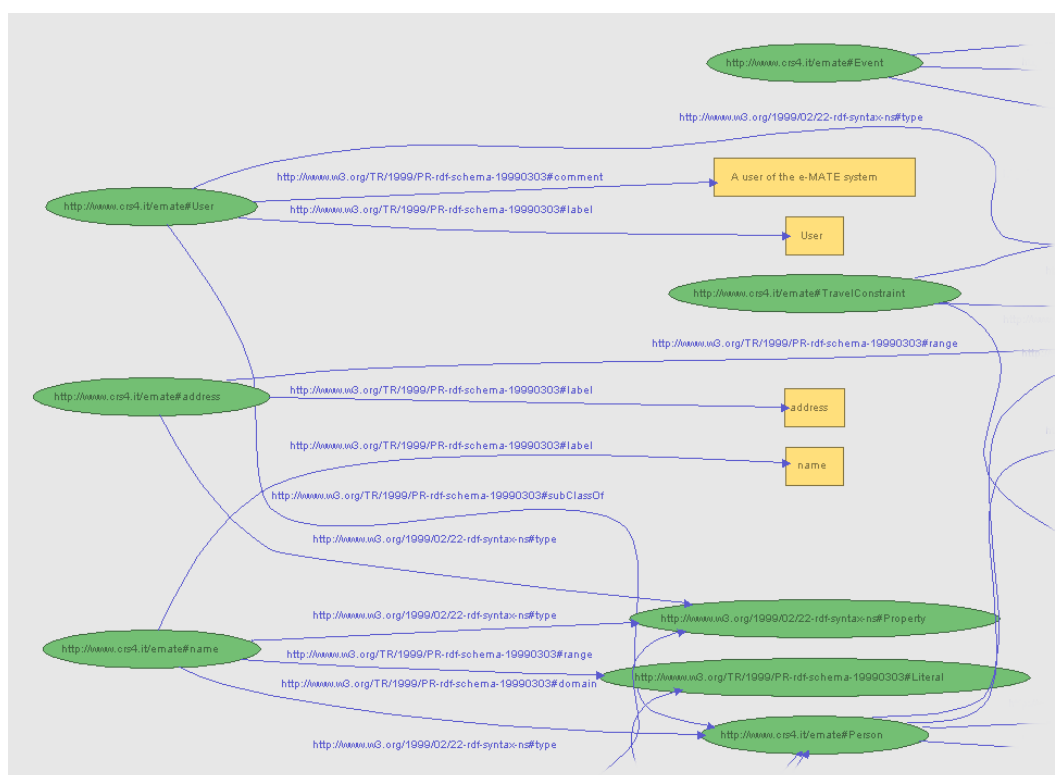 http://www.crs4.it/emate#Event
http://www.w3.org/1999/02/22-rdf-syntax-ns#type
http://www.w3.org/TR/1999/PR-rdf-schema-19990303#comment
A user of the e-MATE system
http://www.crs4.it/emate#User
http://www.w3.org/TR/1999/PR-rdf-schema-19990303#label
User
http://www.crs4.it/emate#TravelConstraint
http://www.w3.org/TR/1999/PR-rdf-schema-19990303#range
http://www.w3.org/TR/1999/PR-rdf-schema-19990303#label
http://www.crs4.it/emate#address
address
http://www.w3.org/TR/1999/PR-rdf-schema-19990303#label
name
http://www.w3.org/TR/1999/PR-rdf-schema-19990303#subClassOf
http://www.w3.org/1999/02/22-rdf-syntax-ns#type
http://www.w3.org/1999/02/22-rdf-syntax-ns#type
http://www.w3.org/1999/02/22-rdf-syntax-ns#Property
http://www.crs4.it/emate#name
http://www.w3.org/TR/1999/PR-rdf-schema-19990303#range
http://www.w3.org/TR/1999/PR-rdf-schema-19990303#Literal
http://www.w3.org/TR/1999/PR-rdf-schema-19990303#domain
http://www.crs4.it/emate#Person
http://www.w3.org/1999/02/22-rdf-syntax-ns#type